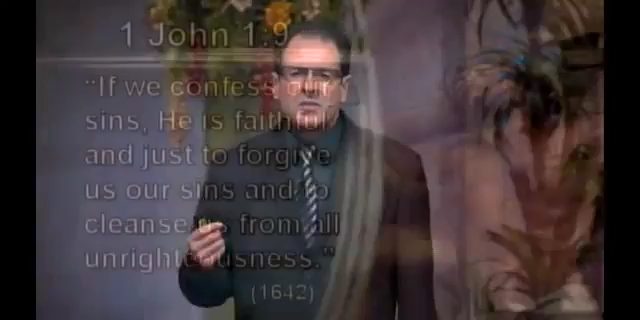 1 John 1:9
"If we confess our
sins, He is faithful
and just to forgive
us our sins and to
cleanse us from all
unrighteousness."
(1642)